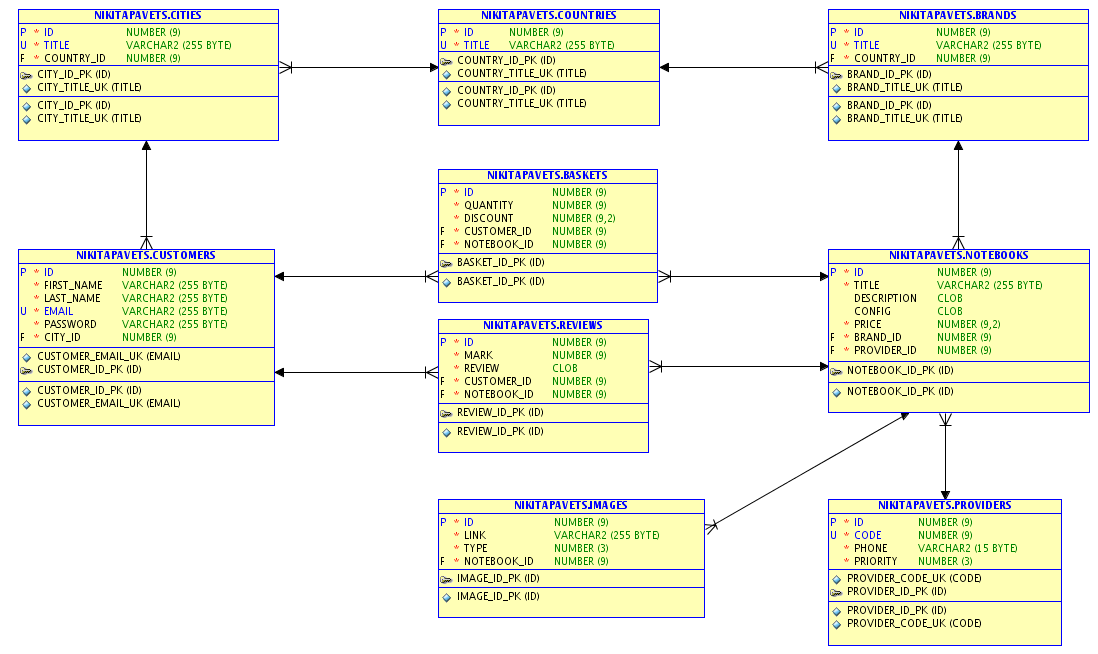 NIKITAPAVETS.CITIES
P * ID NUMBER (9)
U * TITLE VARCHAR2 (255 BYTE)
F * COUNTRY_ID NUMBER (9)
CITY_ID_PK (ID)
CITY_TITLE_UK (TITLE)
CITY_ID_PK (ID)
CITY_TITLE_UK (TITLE)
NIKITAPAVETS.COUNTRIES
P * ID NUMBER (9)
U * TITLE VARCHAR2 (255 BYTE)
COUNTRY_ID_PK (ID)
COUNTRY_TITLE_UK (TITLE)
COUNTRY_ID_PK (ID)
COUNTRY_TITLE_UK (TITLE)
NIKITAPAVETS.BRANDS
P * ID NUMBER (9)
U * TITLE VARCHAR2 (255 BYTE)
F * COUNTRY_ID NUMBER (9)
BRAND_ID_PK (ID)
BRAND_TITLE_UK (TITLE)
BRAND_ID_PK (ID)
BRAND_TITLE_UK (TITLE)
NIKITAPAVETS.BASKETS
P * ID NUMBER (9)
* QUANTITY NUMBER (9)
* DISCOUNT NUMBER (9,2)
F * CUSTOMER_ID NUMBER (9)
F * NOTEBOOK_ID NUMBER (9)
BASKET_ID_PK (ID)
BASKET_ID_PK (ID)
NIKITAPAVETS.CUSTOMERS
P * ID NUMBER (9)
* FIRST_NAME VARCHAR2 (255 BYTE)
* LAST_NAME VARCHAR2 (255 BYTE)
U * EMAIL VARCHAR2 (255 BYTE)
* PASSWORD VARCHAR2 (255 BYTE)
F * CITY_ID NUMBER (9)
CUSTOMER_EMAIL_UK (EMAIL)
CUSTOMER_ID_PK (ID)
CUSTOMER_ID_PK (ID)
CUSTOMER_EMAIL_UK (EMAIL)
NIKITAPAVETS.NOTEBOOKS
P * ID NUMBER (9)
* TITLE VARCHAR2 (255 BYTE)
DESCRIPTION CLOB
CONFIG CLOB
* PRICE NUMBER (9,2)
F * BRAND_ID NUMBER (9)
F * PROVIDER_ID NUMBER (9)
NOTEBOOK_ID_PK (ID)
NOTEBOOK_ID_PK (ID)
NIKITAPAVETS.REVIEWS
P * ID NUMBER (9)
* MARK NUMBER (9)
* REVIEW CLOB
F * CUSTOMER_ID NUMBER (9)
F * NOTEBOOK_ID NUMBER (9)
REVIEW_ID_PK (ID)
REVIEW_ID_PK (ID)
NIKITAPAVETS.IMAGES
P * ID NUMBER (9)
* LINK VARCHAR2 (255 BYTE)
* TYPE NUMBER (3)
F * NOTEBOOK_ID NUMBER (9)
IMAGE_ID_PK (ID)
IMAGE_ID_PK (ID)
NIKITAPAVETS.PROVIDERS
P * ID NUMBER (9)
U * CODE NUMBER (9)
* PHONE VARCHAR2 (15 BYTE)
* PRIORITY NUMBER (3)
PROVIDER_CODE_UK (CODE)
PROVIDER_ID_PK (ID)
PROVIDER_ID_PK (ID)
PROVIDER_CODE_UK (CODE)